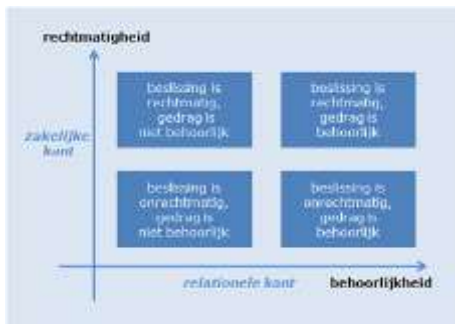 rechtmatigheid
beslissing is
rechtmatig,
gedrag is
niet behoorlijk
beslissing is
rechtmatig,
gedrag is
behoorlijk
zakelijke
kant
beslissing is
onrechtmatig,
gedrag is
niet behoorlijk
beslissing is
onrechtmatig,
gedrag is
behoorlijk
relationele kant
behoorlijkheid